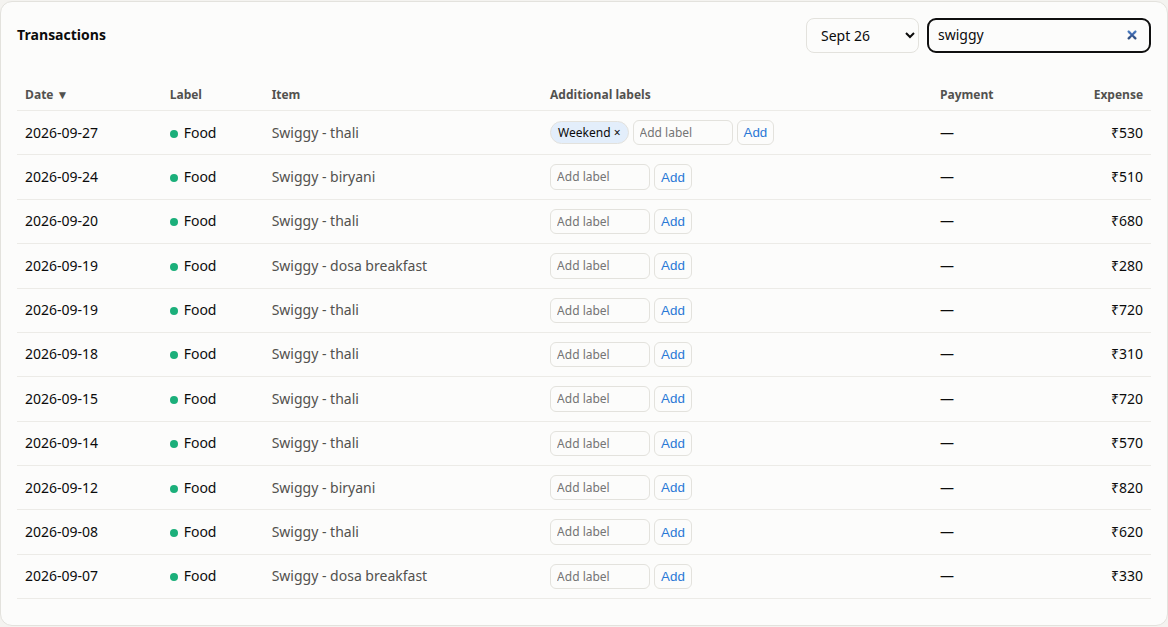 Transactions Sept 26 swiggy ×
Date ▼ Label Item Additional labels Payment Expense
2026-09-27 Food Swiggy - thali Weekend × Add label Add — ₹530
2026-09-24 Food Swiggy - biryani Add label Add — ₹510
2026-09-20 Food Swiggy - thali Add label Add — ₹680
2026-09-19 Food Swiggy - dosa breakfast Add label Add — ₹280
2026-09-19 Food Swiggy - thali Add label Add — ₹720
2026-09-18 Food Swiggy - thali Add label Add — ₹310
2026-09-15 Food Swiggy - thali Add label Add — ₹720
2026-09-14 Food Swiggy - thali Add label Add — ₹570
2026-09-12 Food Swiggy - biryani Add label Add — ₹820
2026-09-08 Food Swiggy - thali Add label Add — ₹620
2026-09-07 Food Swiggy - dosa breakfast Add label Add — ₹330